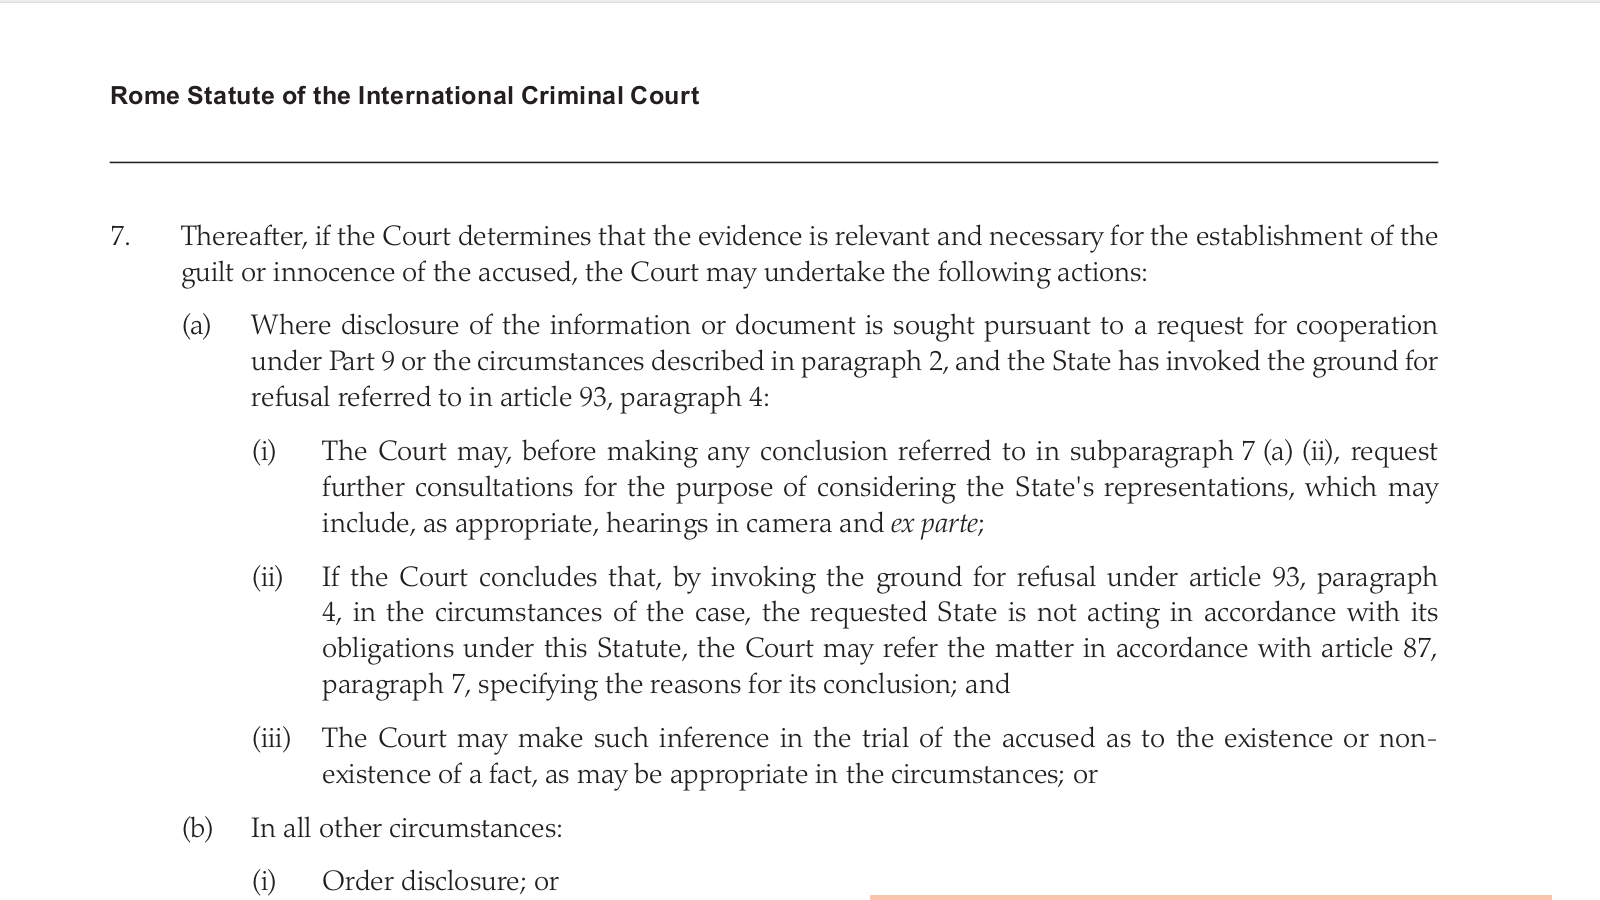 Rome Statute of the International Criminal Court
7. Thereafter, if the Court determines that the evidence is relevant and necessary for the establishment of the
guilt or innocence of the accused, the Court may undertake the following actions:
(a) Where disclosure of the information or document is sought pursuant to a request for cooperation
under Part 9 or the circumstances described in paragraph 2, and the State has invoked the ground for
refusal referred to in article 93, paragraph 4:
(i) The Court may, before making any conclusion referred to in subparagraph 7 (a) (ii), request
further consultations for the purpose of considering the State's representations, which may
include, as appropriate, hearings in camera and ex parte;
(ii) If the Court concludes that, by invoking the ground for refusal under article 93, paragraph
4, in the circumstances of the case, the requested State is not acting in accordance with its
obligations under this Statute, the Court may refer the matter in accordance with article 87,
paragraph 7, specifying the reasons for its conclusion; and
(iii) The Court may make such inference in the trial of the accused as to the existence or non-
existence of a fact, as may be appropriate in the circumstances; or
(b) In all other circumstances:
(i) Order disclosure; or